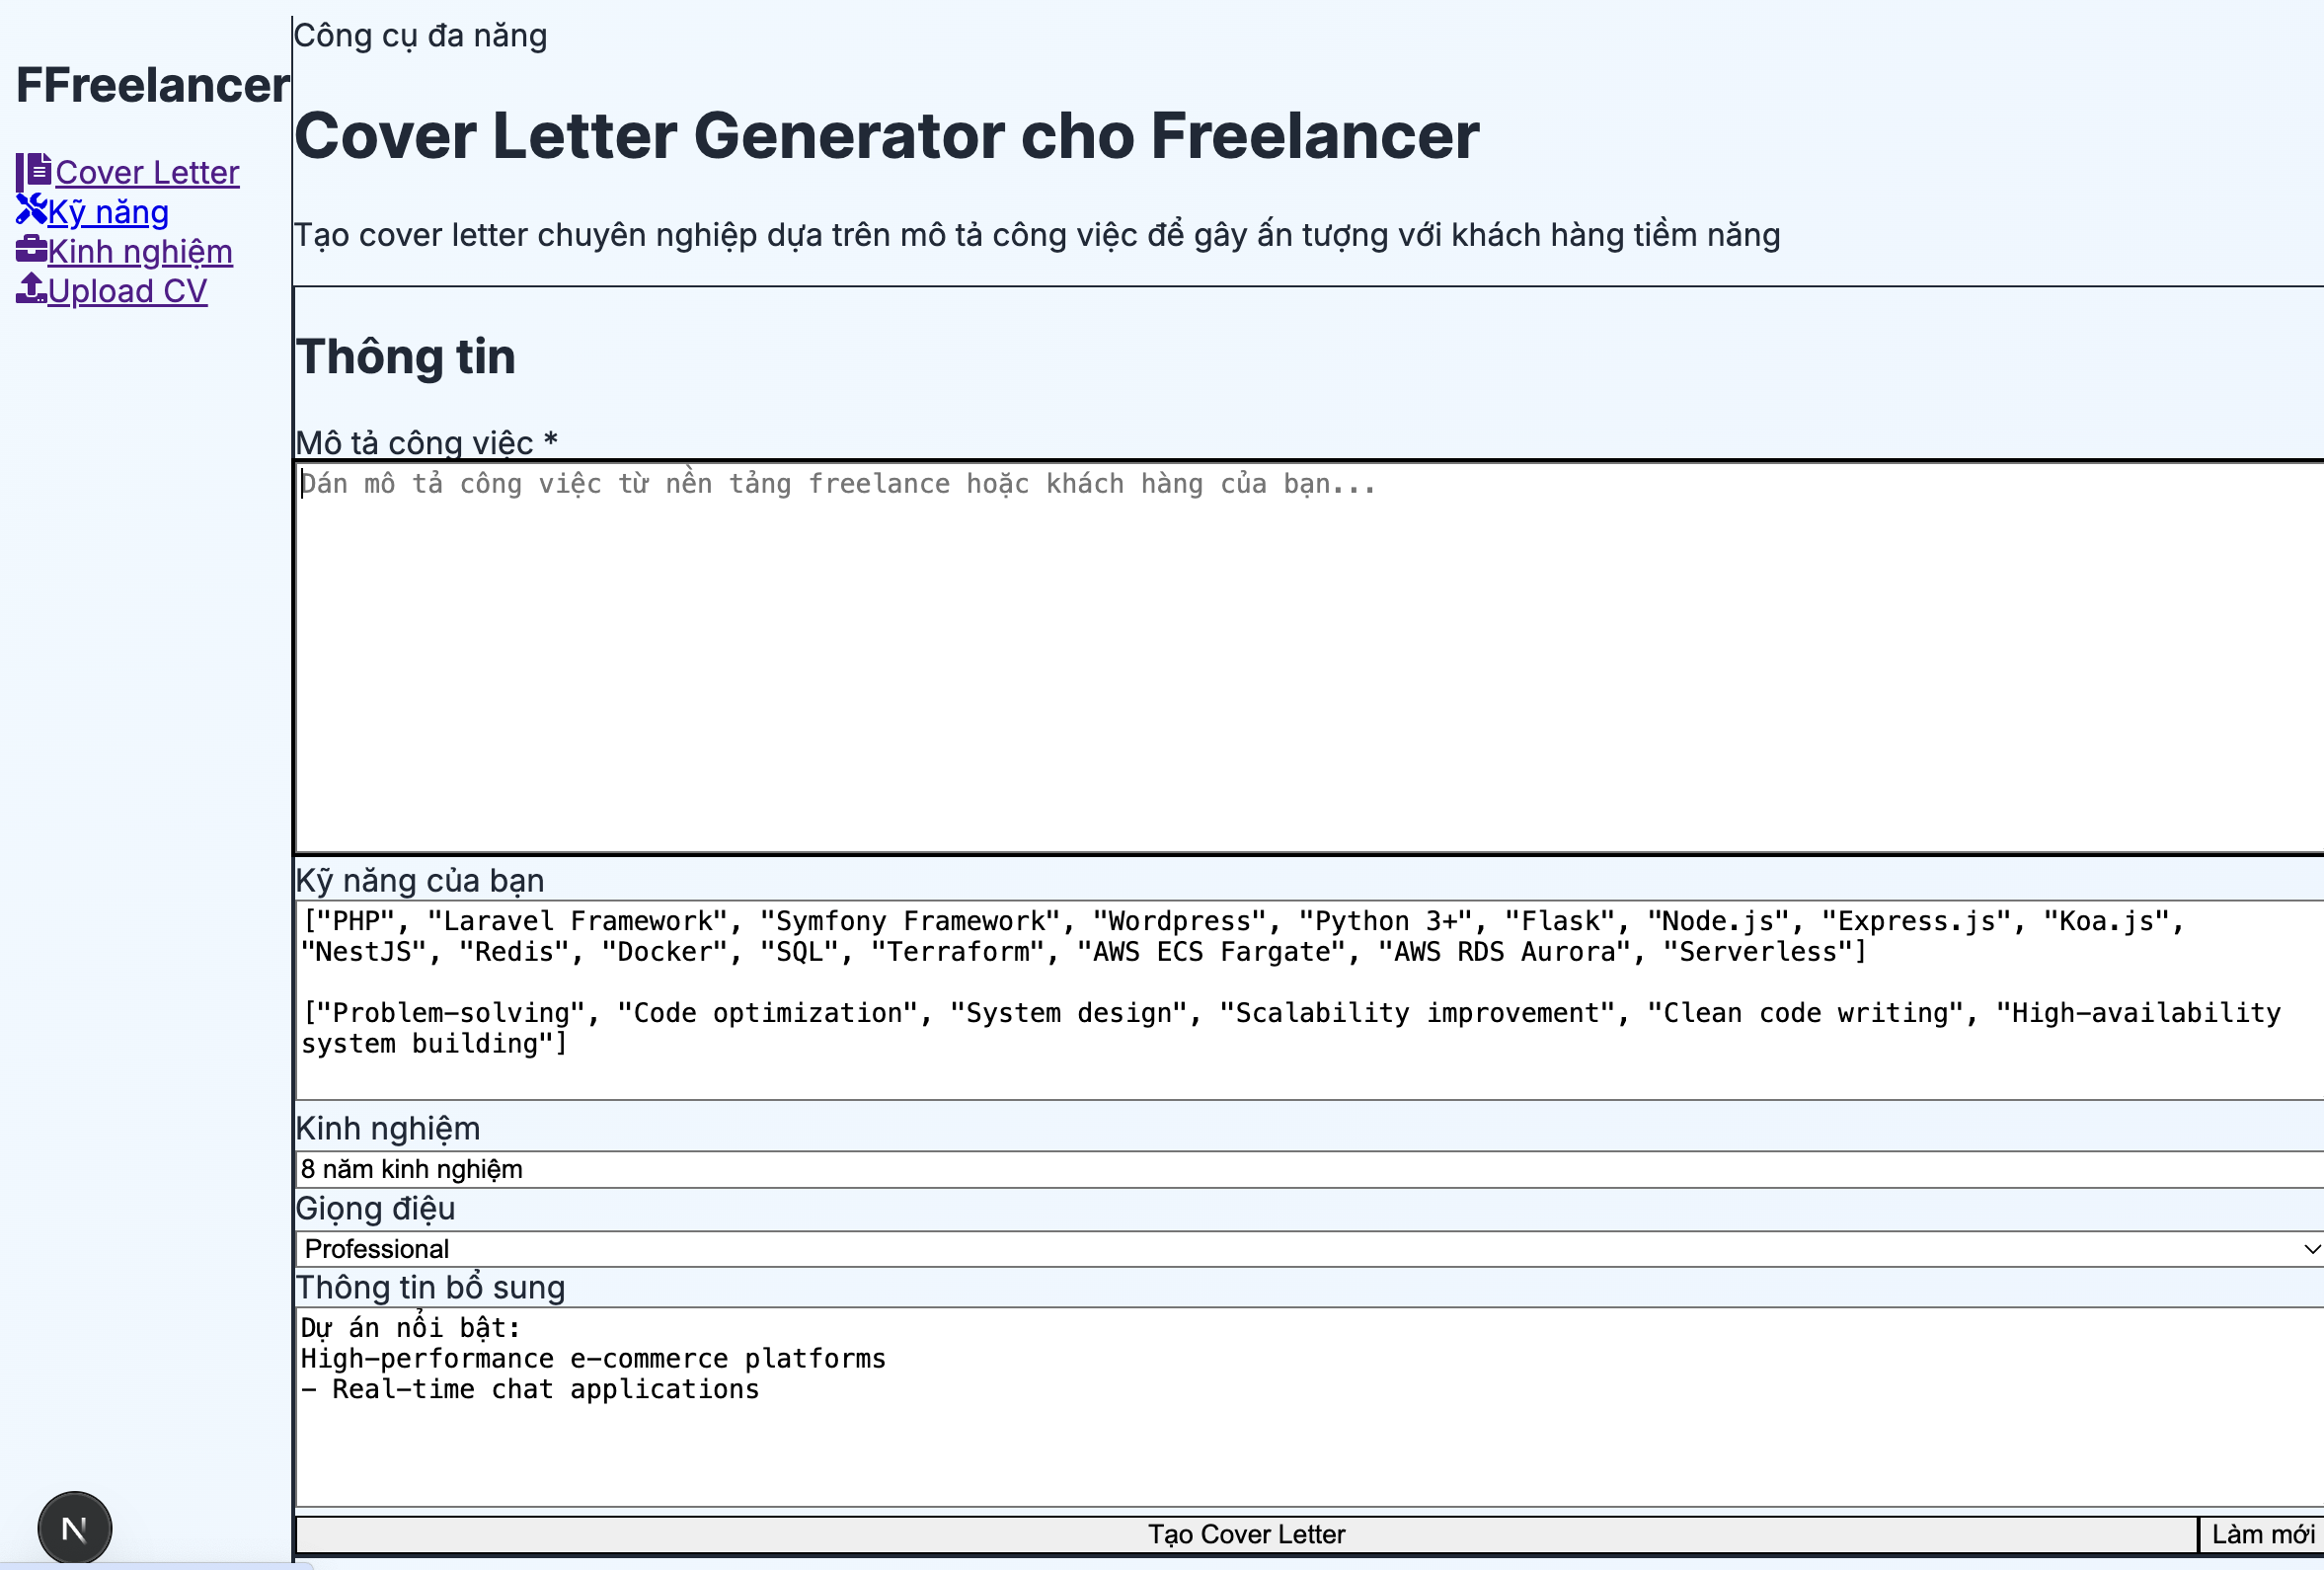 FFreelancer
Cover Letter
Kỹ năng
Kinh nghiệm
Upload CV
Công cụ đa năng
Cover Letter Generator cho Freelancer
Tạo cover letter chuyên nghiệp dựa trên mô tả công việc để gây ấn tượng với khách hàng tiềm năng
Thông tin
Mô tả công việc *
Dán mô tả công việc từ nền tảng freelance hoặc khách hàng của bạn...
Kỹ năng của bạn
["PHP", "Laravel Framework", "Symfony Framework", "Wordpress", "Python 3+", "Flask", "Node.js", "Express.js", "Koa.js",
"NestJS", "Redis", "Docker", "SQL", "Terraform", "AWS ECS Fargate", "AWS RDS Aurora", "Serverless"]
["Problem-solving", "Code optimization", "System design", "Scalability improvement", "Clean code writing", "High-availability
system building"]
Kinh nghiệm
8 năm kinh nghiệm
Giọng điệu
Professional
Thông tin bổ sung
Dự án nổi bật:
High-performance e-commerce platforms
- Real-time chat applications
Tạo Cover Letter
Làm mới
N